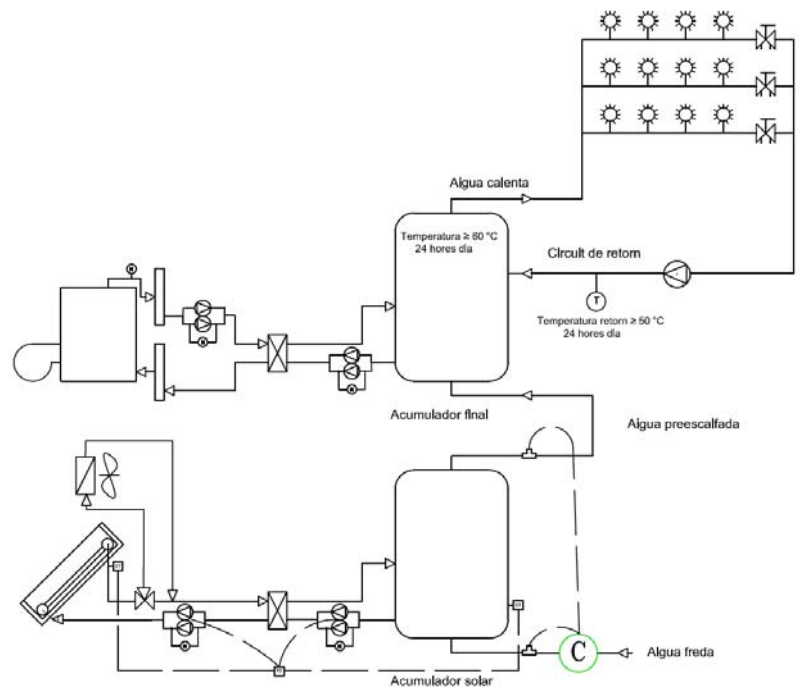 Aigua calenta
Temperatura ≥ 60 °C
24 hores dia
Circuit de retorn
T
Temperatura retorn ≥ 50 °C
24 hores dia
Acumulador final
Aigua preescalfada
C
Aigua freda
Acumulador solar